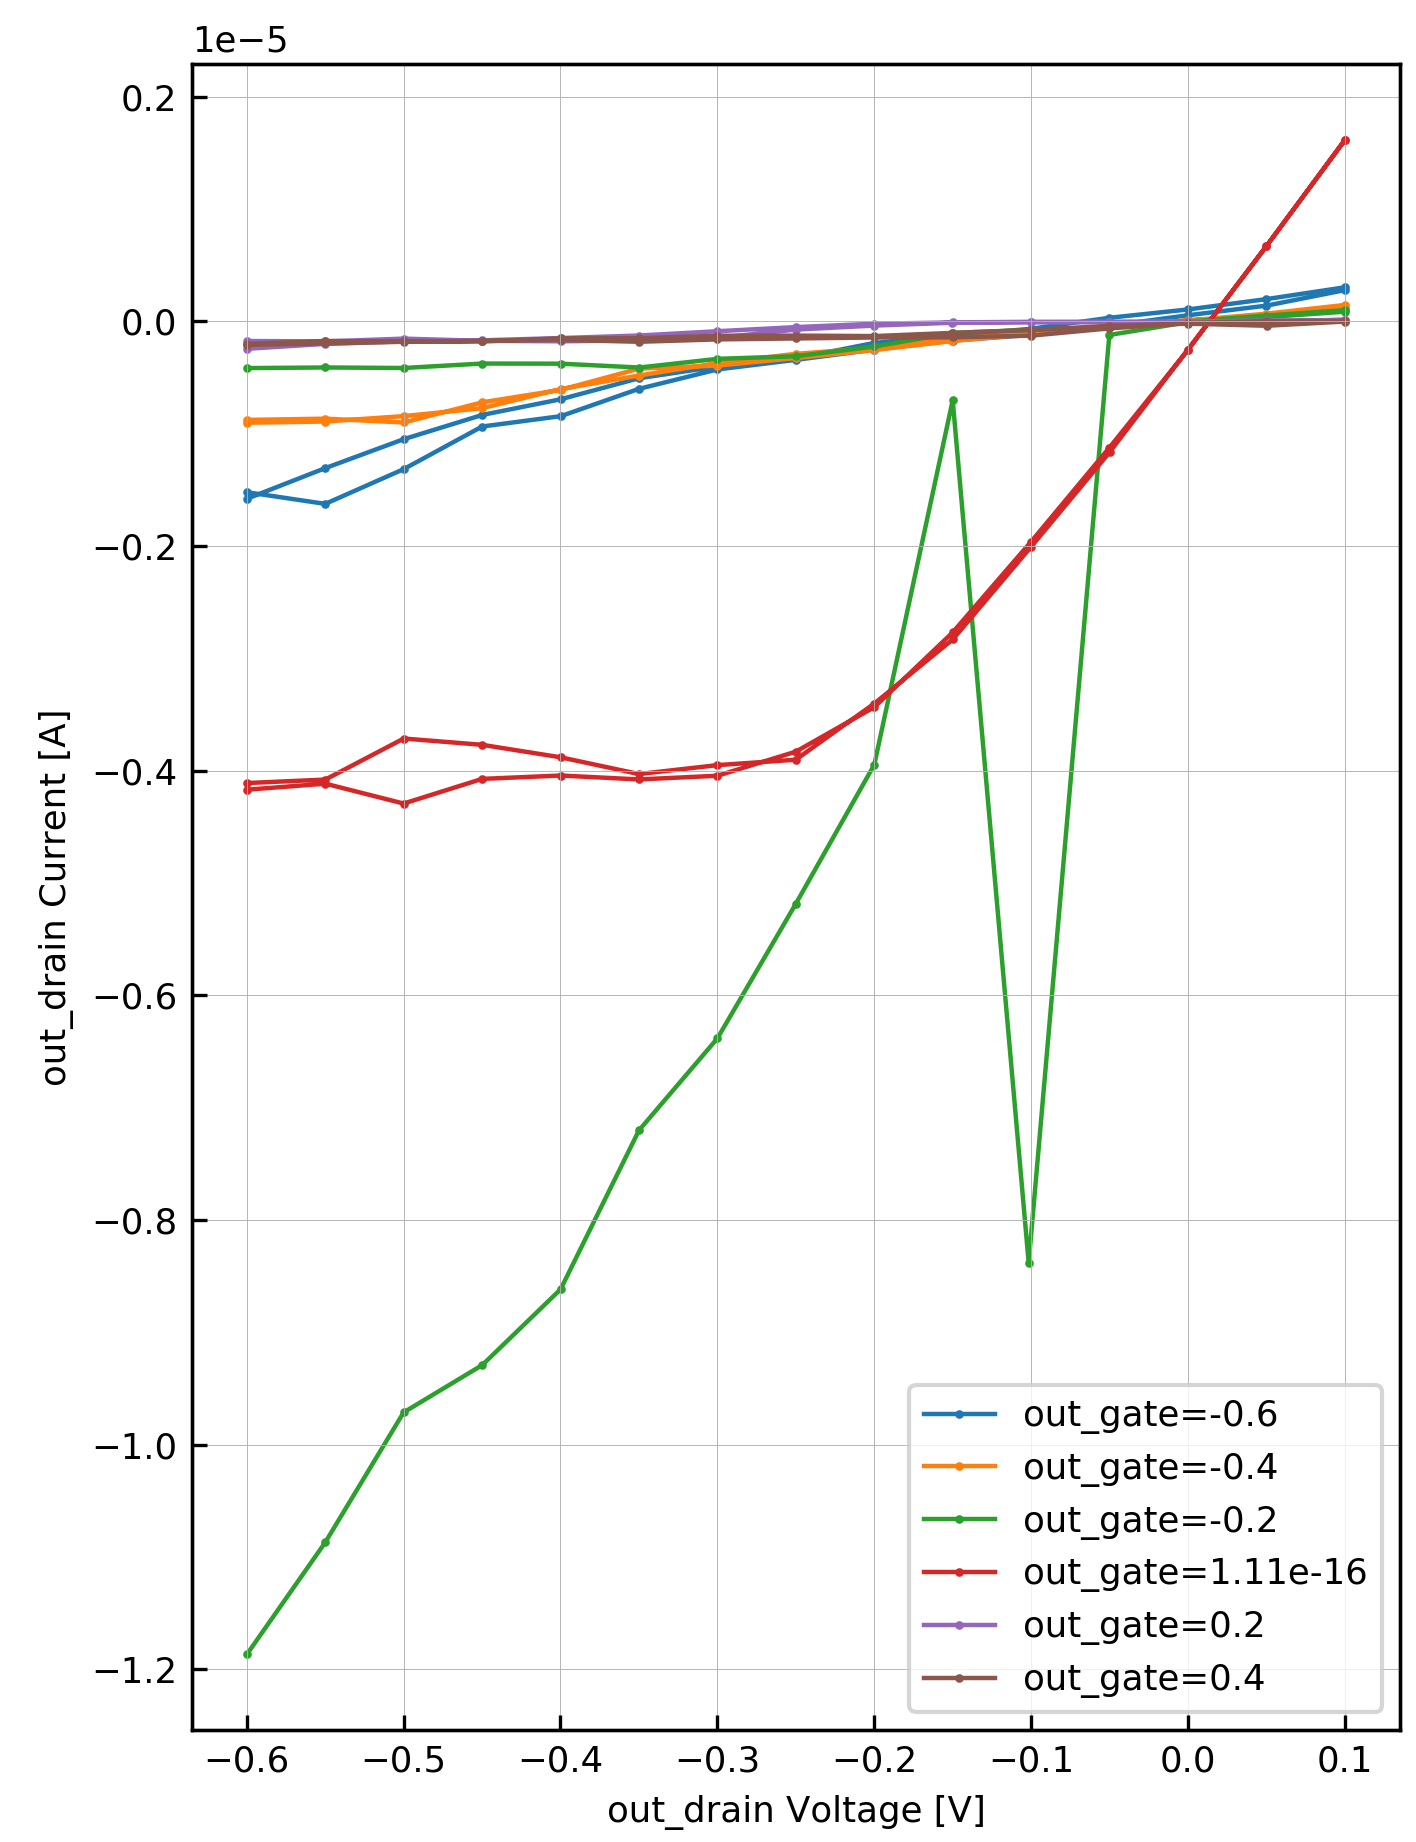 1e−5
0.2
0.0
−0.2
−0.4
−0.6
−0.8
−1.0
−1.2
out_drain Current [A]
out_gate=-0.6
out_gate=-0.4
out_gate=-0.2
out_gate=1.11e-16
out_gate=0.2
out_gate=0.4
−0.6 −0.5 −0.4 −0.3 −0.2 −0.1 0.0 0.1
out_drain Voltage [V]